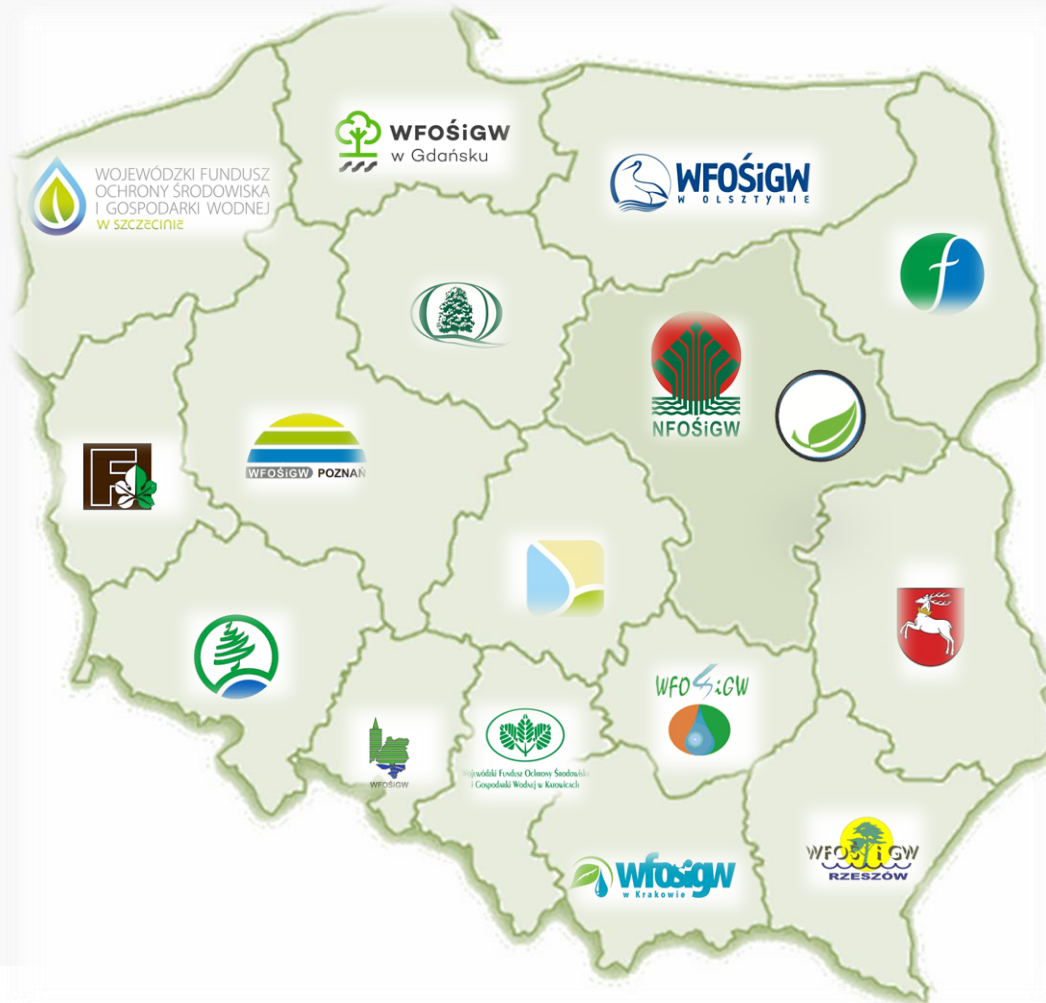 WFOŚiGW
w Gdańsku
WOJEWÓDZKI FUNDUSZ
OCHRONY ŚRODOWISKA
I GOSPODARKI WODNEJ
W SZCZECINIE
WFOŚiGW
W OLSZTYNIE
f
NFOŚiGW
F
WFOŚiGW POZNAŃ
WFOŚiGW
WFOŚiGW
Wojewódzki Fundusz Ochrony Środowiska
i Gospodarki Wodnej w Katowicach
WFOŚiGW
RZESZÓW
wfośigw
w Krakowie